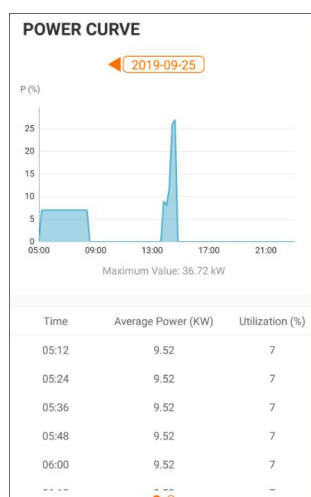 POWER CURVE
2019-09-25
P (%)
25
20
15
10
5
0
05:00 09:00 13:00 17:00 21:00
Maximum Value: 36.72 kW
Time Average Power (KW) Utilization (%)
05:12 9.52 7
05:24 9.52 7
05:36 9.52 7
05:48 9.52 7
06:00 9.52 7